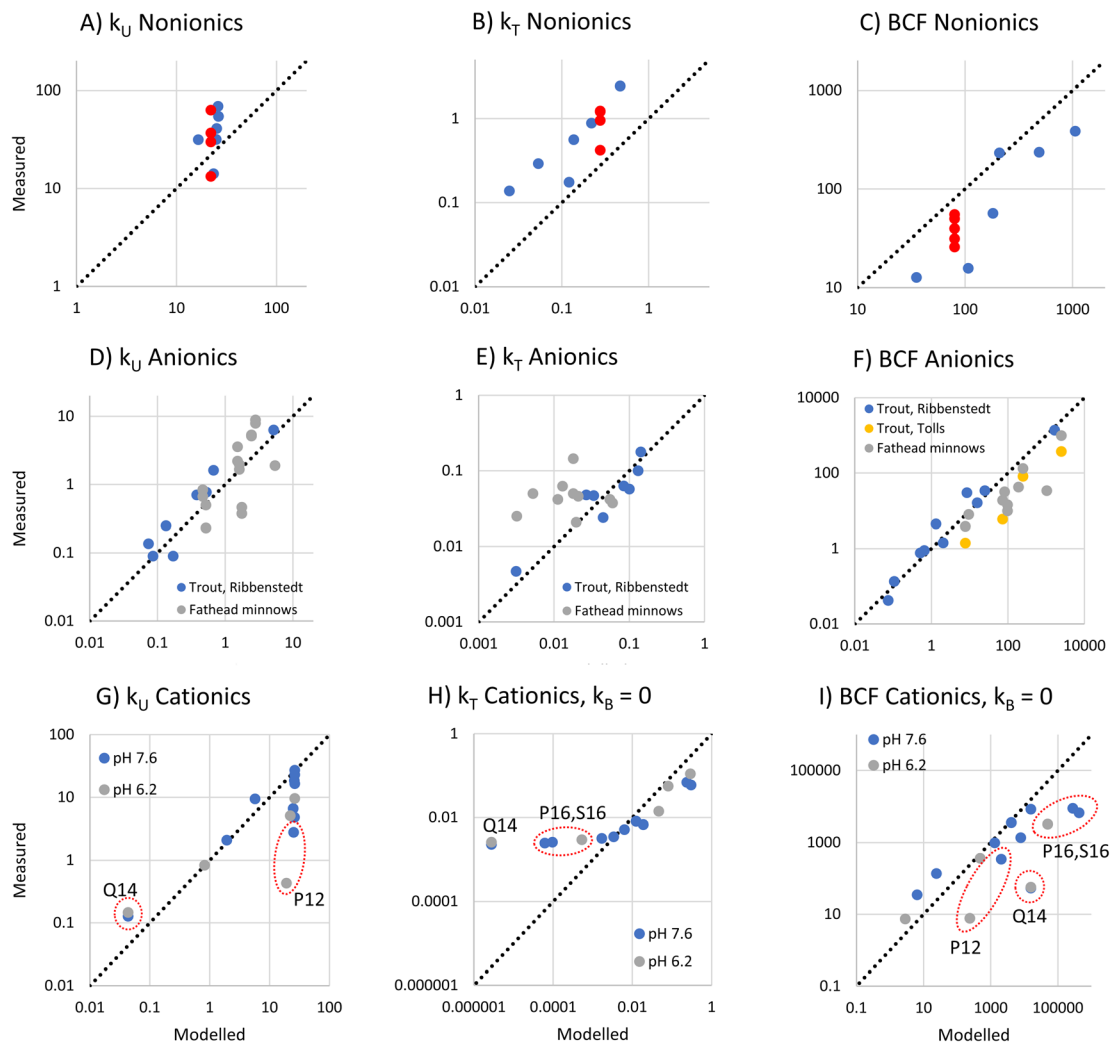 A) kU Nonionics
B) kT Nonionics
C) BCF Nonionics
Measured
100
10
1
1
10
100
1
0.1
0.01
0.01
0.1
1
1000
100
10
10
100
1000
D) kU Anionics
E) kT Anionics
F) BCF Anionics
Measured
10
1
0.1
0.01
0.01
0.1
1
10
Trout, Ribbenstedt
Fathead minnows
1
0.1
0.01
0.001
0.001
0.01
0.1
1
Trout, Ribbenstedt
Fathead minnows
10000
100
1
0.01
0.01
1
100
10000
Trout, Ribbenstedt
Trout, Tolls
Fathead minnows
G) kU Cationics
H) kT Cationics, kB = 0
I) BCF Cationics, kB = 0
Measured
100
10
1
0.1
0.01
0.01
0.1
1
10
100
pH 7.6
pH 6.2
Q14
P12
Modelled
1
0.01
0.0001
0.000001
0.000001
0.0001
0.01
1
Q14
P16,S16
pH 7.6
pH 6.2
Modelled
100000
1000
10
0.1
0.1
10
1000
100000
pH 7.6
pH 6.2
P16,S16
Q14
P12
Modelled